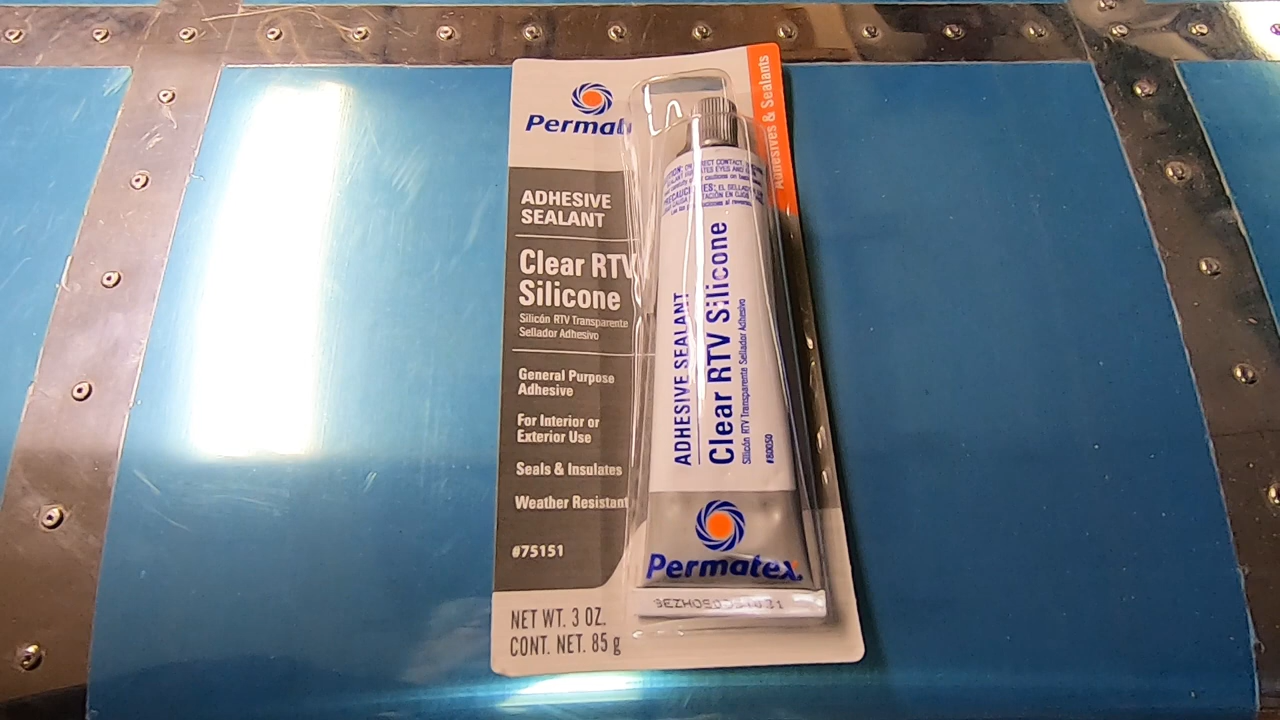 Adhesives & Sealants
Permat
ADHESIVE
SEALANT
Clear RTV
Silicone
Silicón RTV Transparente
Sellador Adhesivo
General Purpose
Adhesive
For Interior or
Exterior Use
Seals & Insulates
Weather Resistant
#75151
NET WT. 3 OZ.
CONT. NET. 85 g
ADHESIVE SEALANT
Clear RTV Silicone
Silicón RTV Transparente Sellador Adhesivo
#80050
Permatex